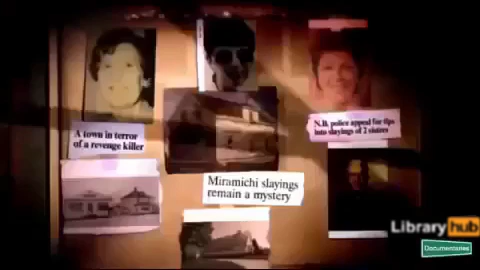 A town in terror
of a revenge killer
N.B. police appeal for tips
into slayings of 2 sisters
Miramichi slayings
remain a mystery
Library hub
Documentaries